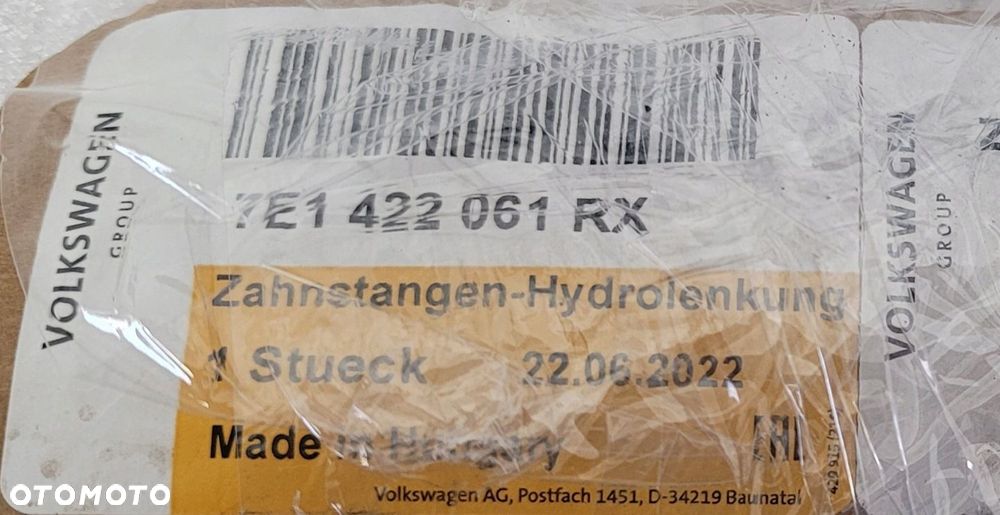 VOLKSWAGEN
GROUP
7E1 422 061 RX
Zahnstangen-Hydrolenkung
1 Stueck 22.06.2022
Made in Hungary
EAC
Volkswagen AG, Postfach 1451, D-34219 Baunatal
VOLKSWAGEN
GROUP
OTOMOTO